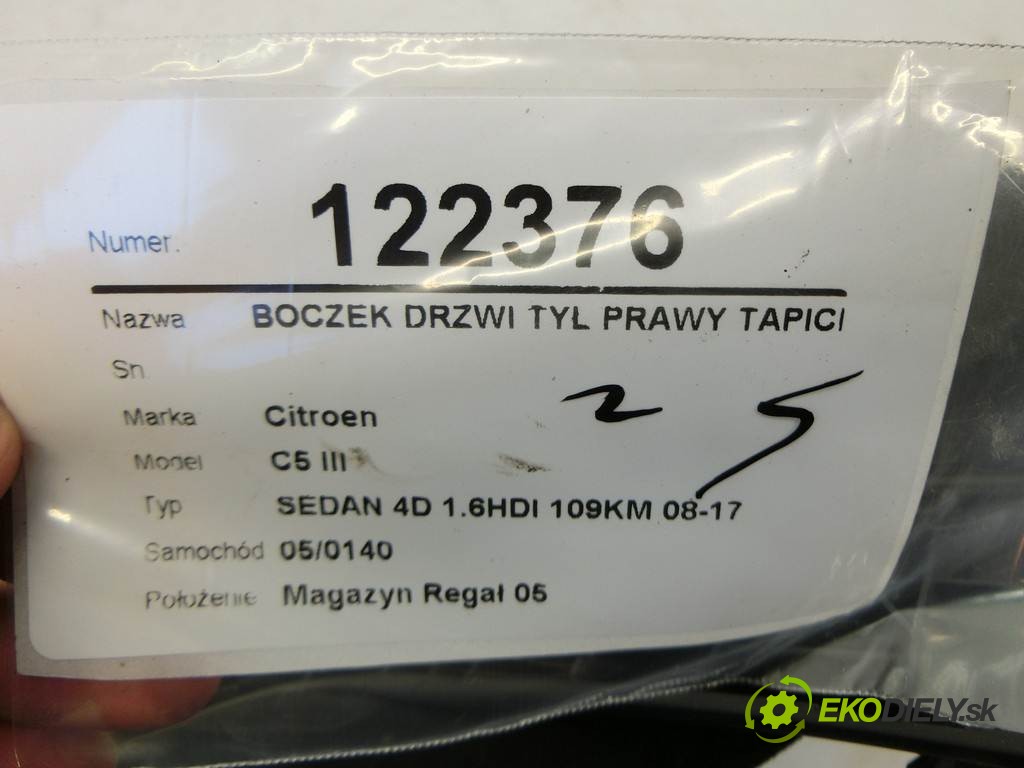 Numer. 122376
Nazwa BOCZEK DRZWI TYL PRAWY TAPICI
Sn
Marka Citroen
2 5
Model C5 III
Typ SEDAN 4D 1.6HDI 109KM 08-17
Samochód 05/0140
Położenie Magazyn Regał 05
EKODIELY.sk